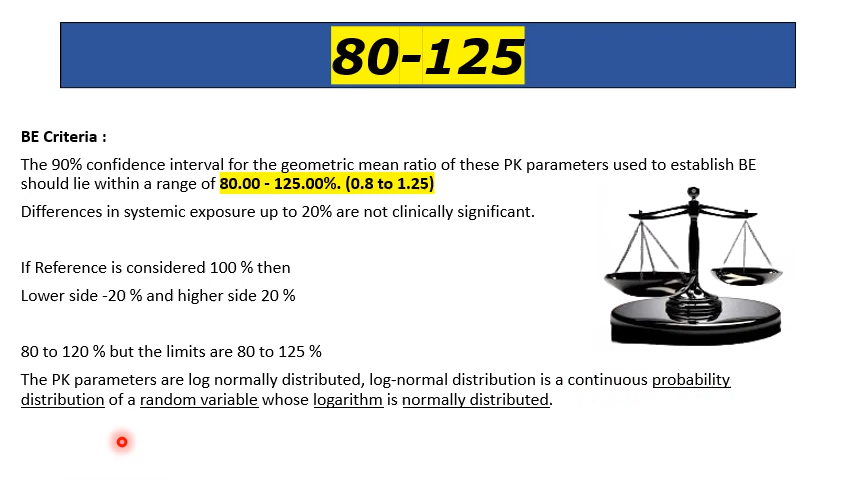 80-125
BE Criteria :
The 90% confidence interval for the geometric mean ratio of these PK parameters used to establish BE
should lie within a range of 80.00 - 125.00%. (0.8 to 1.25)
Differences in systemic exposure up to 20% are not clinically significant.
If Reference is considered 100 % then
Lower side -20 % and higher side 20 %
80 to 120 % but the limits are 80 to 125 %
The PK parameters are log normally distributed, log-normal distribution is a continuous probability
distribution of a random variable whose logarithm is normally distributed.